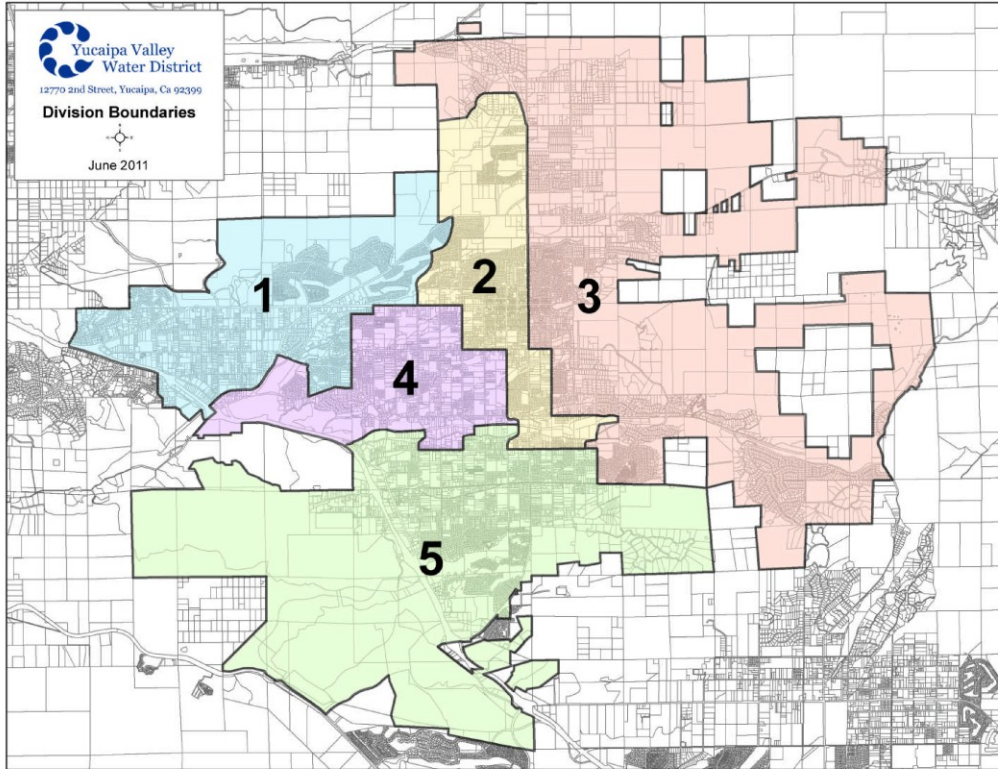 Yucaipa Valley
Water District
12770 2nd Street, Yucaipa, Ca 92399
Division Boundaries
June 2011
1
2
3
4
5